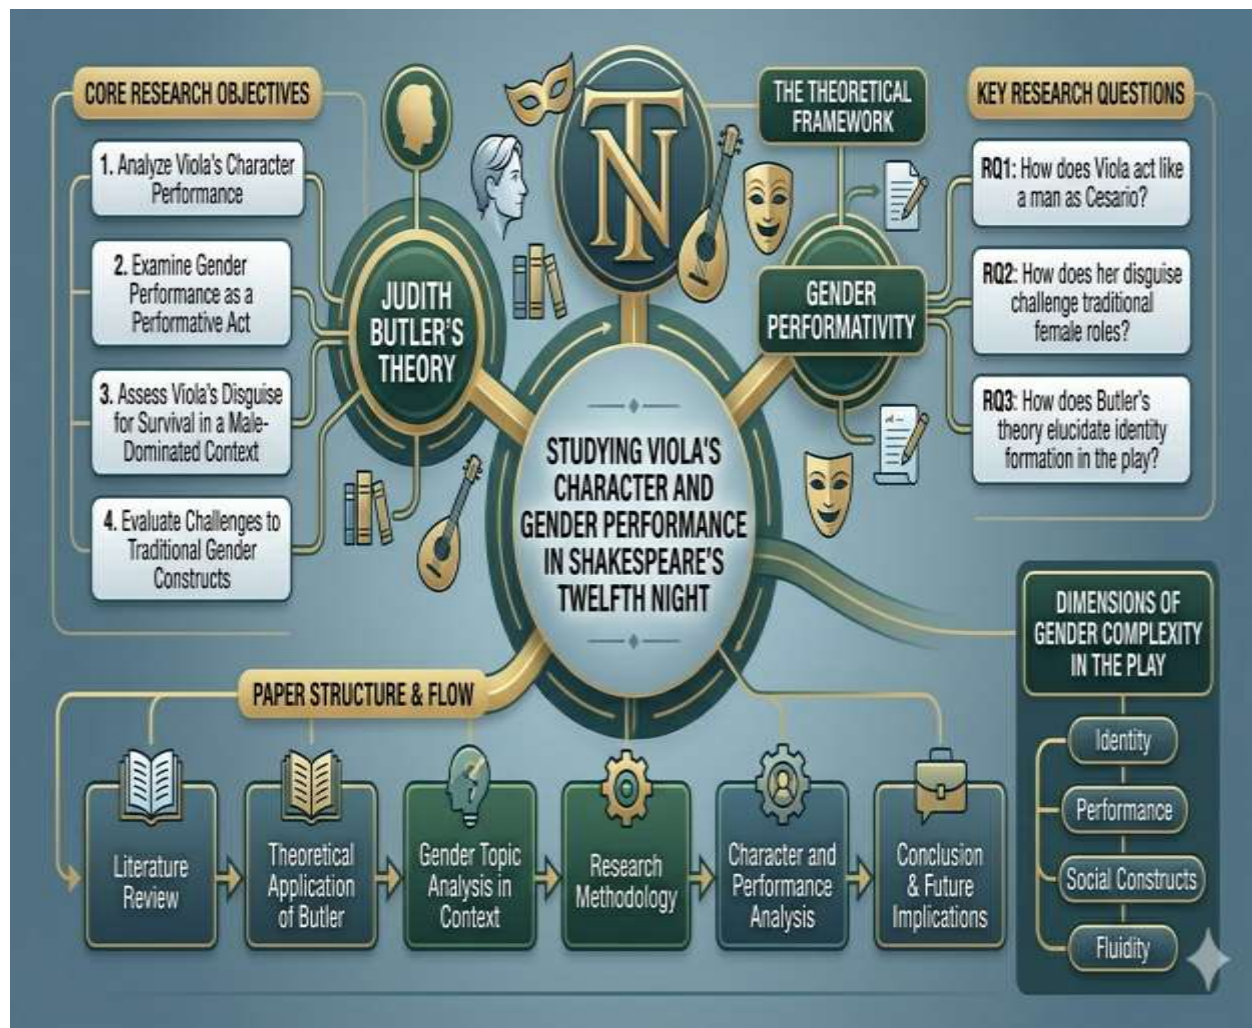 CORE RESEARCH OBJECTIVES
1. Analyze Viola's Character
Performance
2. Examine Gender
Performance as a
Performative Act
3. Assess Viola's Disguise
for Survival in a Male-
Dominated Context
4. Evaluate Challenges to
Traditional Gender
Constructs
JUDITH
BUTLER'S
THEORY
TN
THE THEORETICAL
FRAMEWORK
GENDER
PERFORMATIVITY
KEY RESEARCH QUESTIONS
RQ1: How does Viola act like
a man as Cesario?
RQ2: How does her disguise
challenge traditional
female roles?
RQ3: How does Butler's
theory elucidate identity
formation in the play?
STUDYING VIOLA'S
CHARACTER AND
GENDER PERFORMANCE
IN SHAKESPEARE'S
TWELFTH NIGHT
DIMENSIONS OF
GENDER COMPLEXITY
IN THE PLAY
Identity
Performance
Social Constructs
Fluidity
PAPER STRUCTURE & FLOW
Literature
Review
Theoretical
Application
of Butler
Gender Topic
Analysis in
Context
Research
Methodology
Character and
Performance
Analysis
Conclusion
& Future
Implications